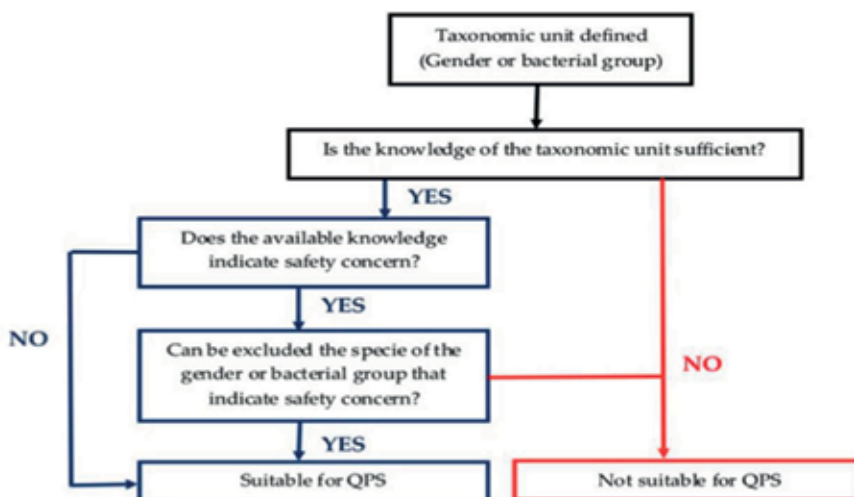 Taxonomic unit defined
(Gender or bacterial group)
Is the knowledge of the taxonomic unit sufficient?
YES
Does the available knowledge
indicate safety concern?
YES
NO
Can be excluded the specie of the
gender or bacterial group that
indicate safety concern?
NO
YES
Suitable for QPS
Not suitable for QPS